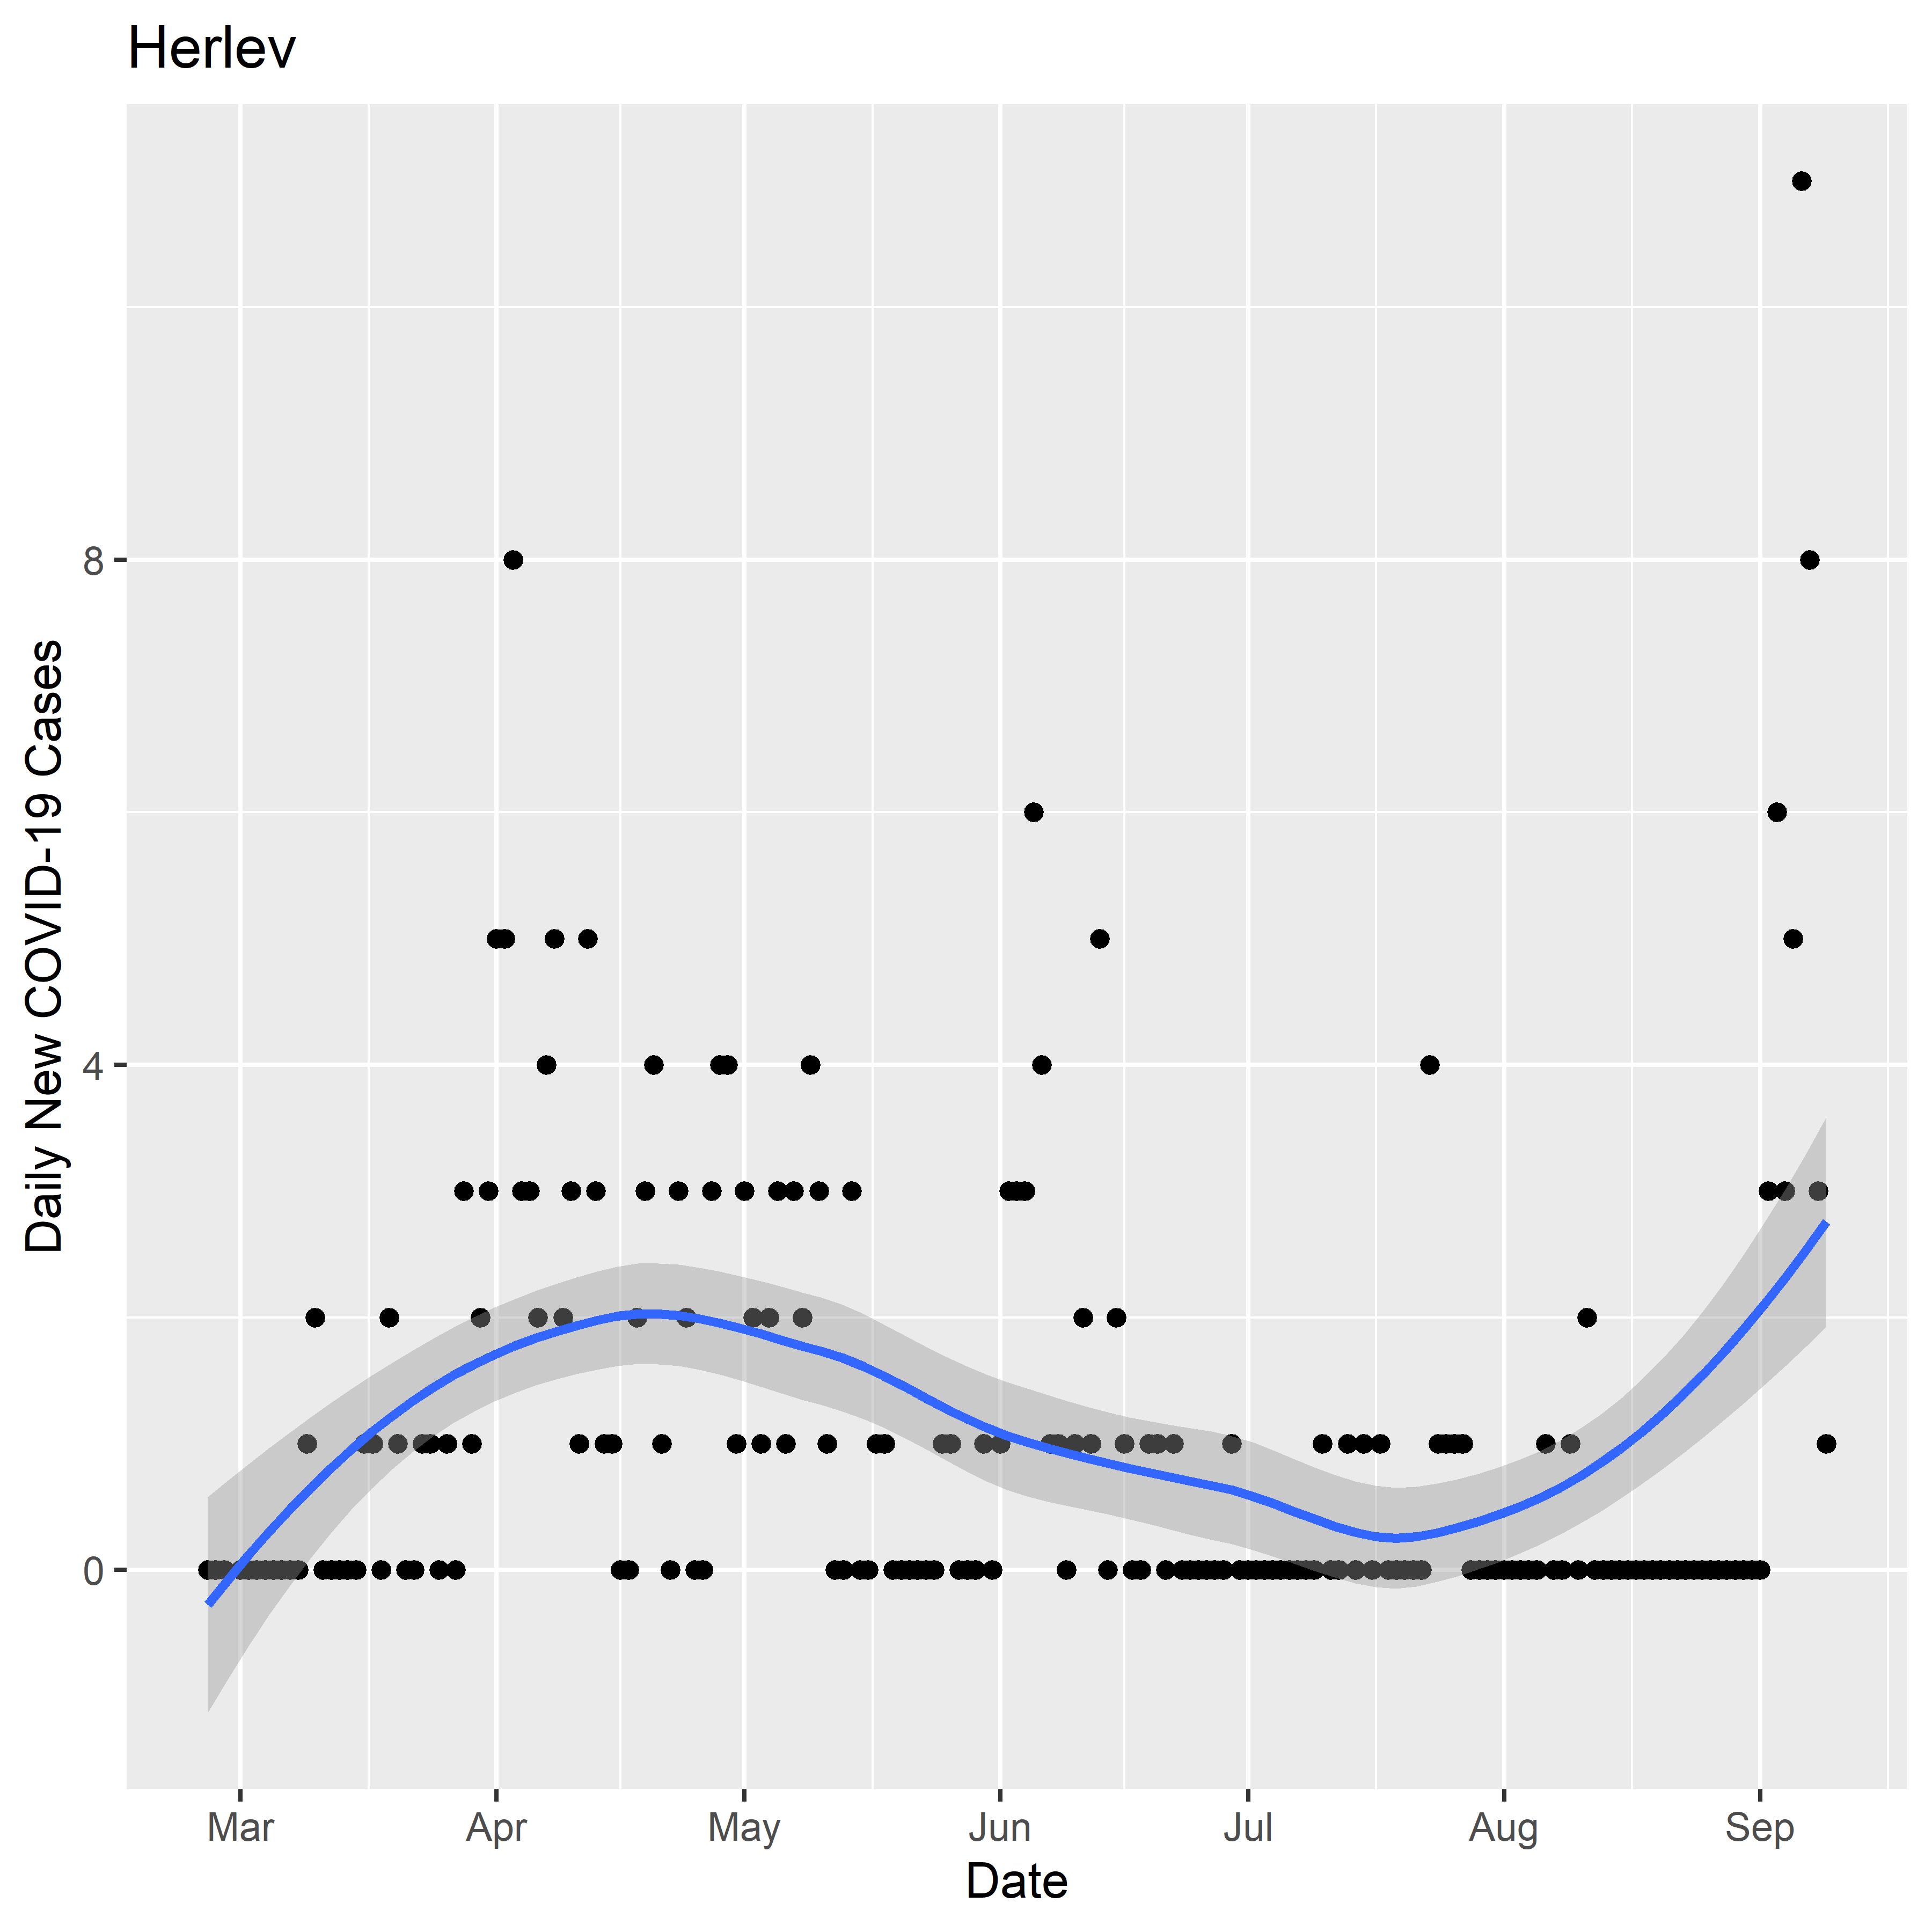 Herlev
Daily New COVID-19 Cases
8
4
0
Mar Apr May Jun Jul Aug Sep
Date